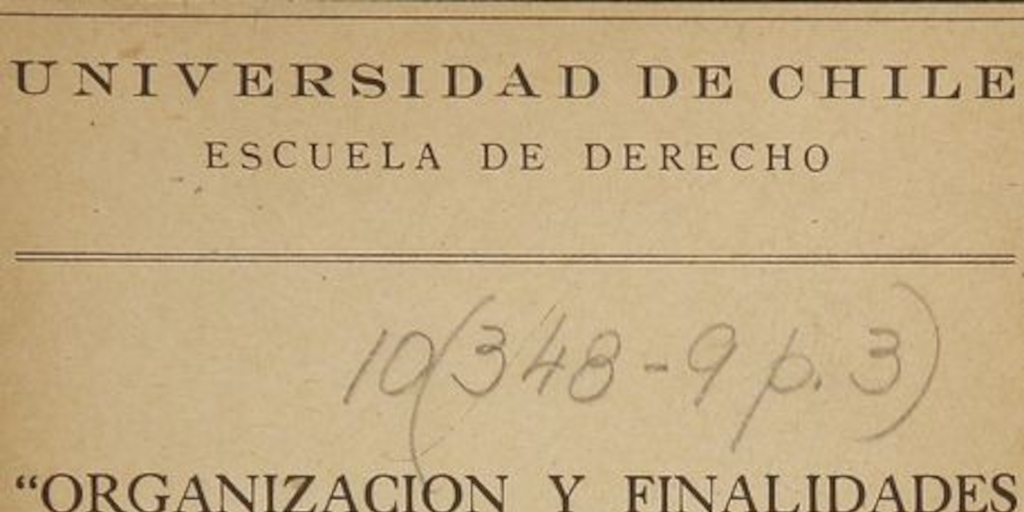 UNIVERSIDAD DE CHILE
ESCUELA DE DERECHO
10(348-9 p. 3)
“ORGANIZACION Y FINALIDADES